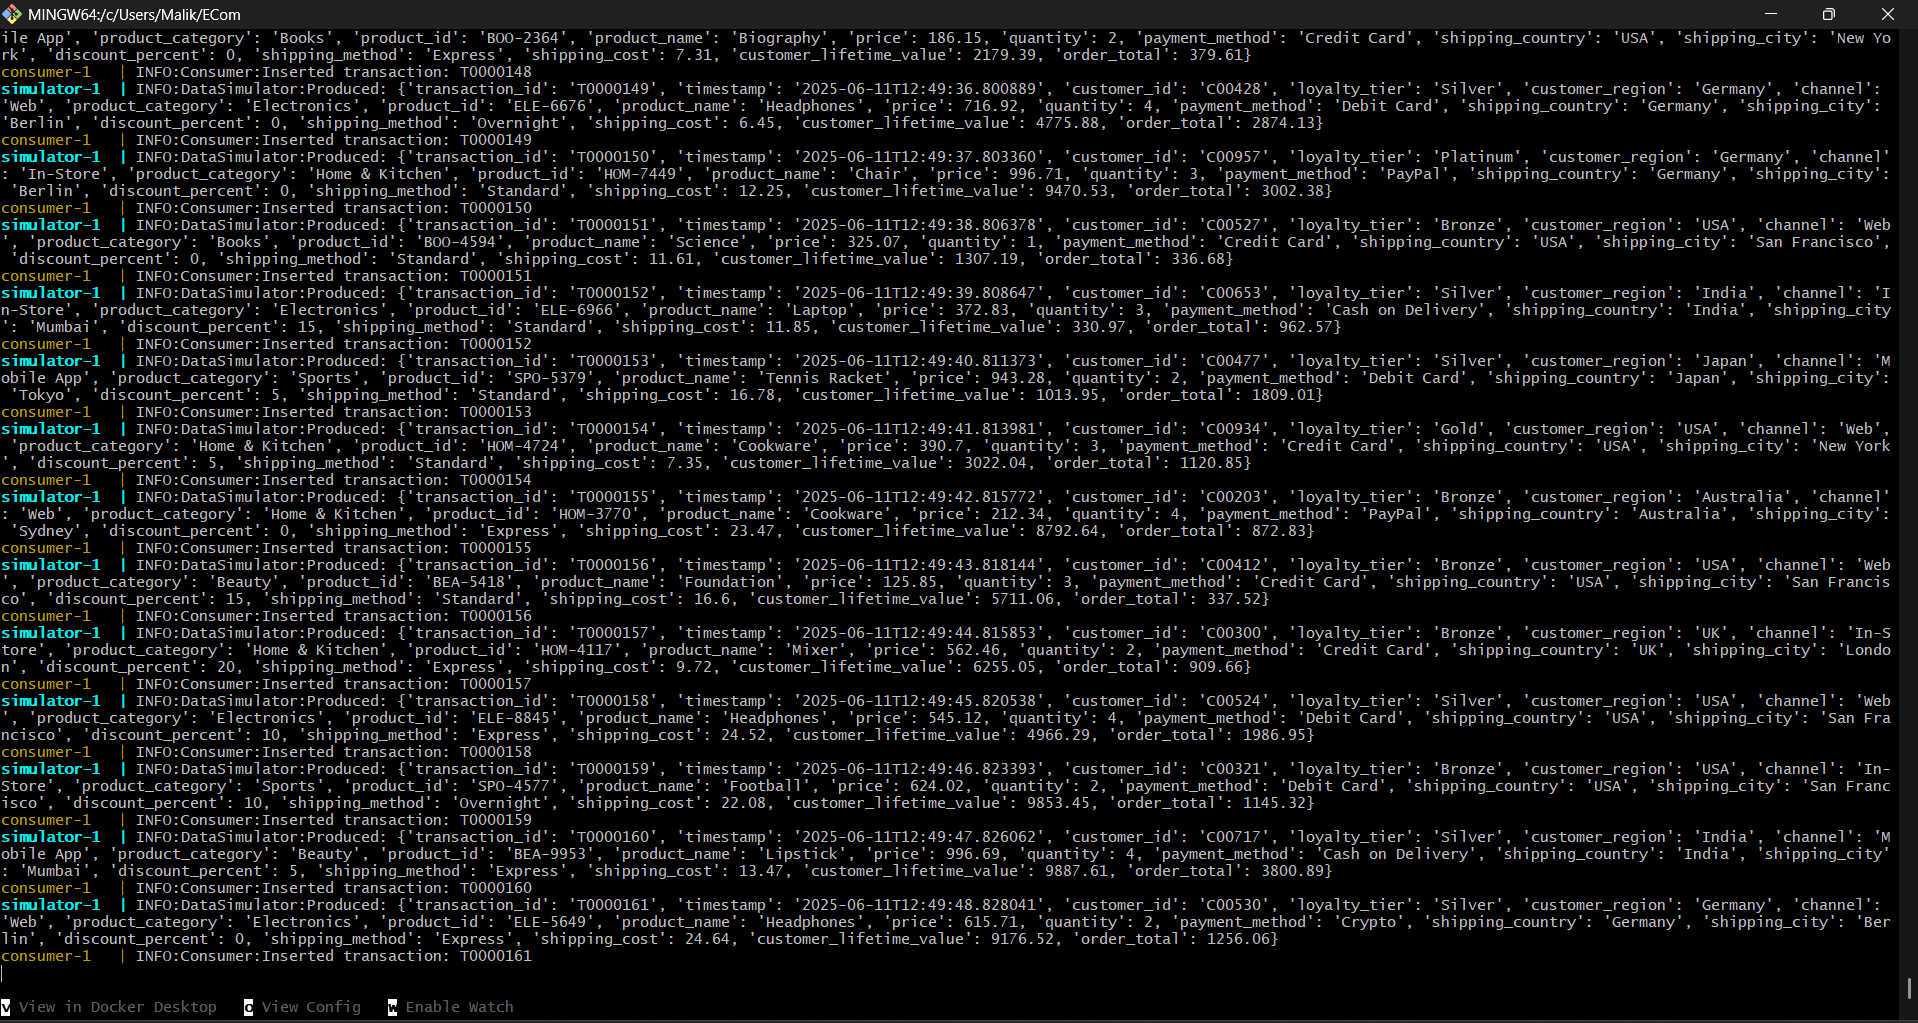 MINGW64:/c/Users/Malik/ECom
ile App', 'product_category': 'Books', 'product_id': 'BOO-2364', 'product_name': 'Biography', 'price': 186.15, 'quantity': 2, 'payment_method': 'Credit Card', 'shipping_country': 'USA', 'shipping_city': 'New Yo
rk', 'discount_percent': 0, 'shipping_method': 'Express', 'shipping_cost': 7.31, 'customer_lifetime_value': 2179.39, 'order_total': 379.61}
consumer-1   | INFO:Consumer:Inserted transaction: T0000148
simulator-1  | INFO:DataSimulator:Produced: {'transaction_id': 'T0000149', 'timestamp': '2025-06-11T12:49:36.800889', 'customer_id': 'C00428', 'loyalty_tier': 'Silver', 'customer_region': 'Germany', 'channel':
'Web', 'product_category': 'Electronics', 'product_id': 'ELE-6676', 'product_name': 'Headphones', 'price': 716.92, 'quantity': 4, 'payment_method': 'Debit Card', 'shipping_country': 'Germany', 'shipping_city':
'Berlin', 'discount_percent': 0, 'shipping_method': 'Overnight', 'shipping_cost': 6.45, 'customer_lifetime_value': 4775.88, 'order_total': 2874.13}
consumer-1   | INFO:Consumer:Inserted transaction: T0000149
simulator-1  | INFO:DataSimulator:Produced: {'transaction_id': 'T0000150', 'timestamp': '2025-06-11T12:49:37.803360', 'customer_id': 'C00957', 'loyalty_tier': 'Platinum', 'customer_region': 'Germany', 'channel'
: 'In-Store', 'product_category': 'Home & Kitchen', 'product_id': 'HOM-7449', 'product_name': 'Chair', 'price': 996.71, 'quantity': 3, 'payment_method': 'PayPal', 'shipping_country': 'Germany', 'shipping_city':
 'Berlin', 'discount_percent': 0, 'shipping_method': 'Standard', 'shipping_cost': 12.25, 'customer_lifetime_value': 9470.53, 'order_total': 3002.38}
consumer-1   | INFO:Consumer:Inserted transaction: T0000150
simulator-1  | INFO:DataSimulator:Produced: {'transaction_id': 'T0000151', 'timestamp': '2025-06-11T12:49:38.806378', 'customer_id': 'C00527', 'loyalty_tier': 'Bronze', 'customer_region': 'USA', 'channel': 'Web
', 'product_category': 'Books', 'product_id': 'BOO-4594', 'product_name': 'Science', 'price': 325.07, 'quantity': 1, 'payment_method': 'Credit Card', 'shipping_country': 'USA', 'shipping_city': 'San Francisco',
 'discount_percent': 0, 'shipping_method': 'Standard', 'shipping_cost': 11.61, 'customer_lifetime_value': 1307.19, 'order_total': 336.68}
consumer-1   | INFO:Consumer:Inserted transaction: T0000151
simulator-1  | INFO:DataSimulator:Produced: {'transaction_id': 'T0000152', 'timestamp': '2025-06-11T12:49:39.808647', 'customer_id': 'C00653', 'loyalty_tier': 'Silver', 'customer_region': 'India', 'channel': 'I
n-Store', 'product_category': 'Electronics', 'product_id': 'ELE-6966', 'product_name': 'Laptop', 'price': 372.83, 'quantity': 3, 'payment_method': 'Cash on Delivery', 'shipping_country': 'India', 'shipping_city
': 'Mumbai', 'discount_percent': 15, 'shipping_method': 'Standard', 'shipping_cost': 11.85, 'customer_lifetime_value': 330.97, 'order_total': 962.57}
consumer-1   | INFO:Consumer:Inserted transaction: T0000152
simulator-1  | INFO:DataSimulator:Produced: {'transaction_id': 'T0000153', 'timestamp': '2025-06-11T12:49:40.811373', 'customer_id': 'C00477', 'loyalty_tier': 'Silver', 'customer_region': 'Japan', 'channel': 'M
obile App', 'product_category': 'Sports', 'product_id': 'SPO-5379', 'product_name': 'Tennis Racket', 'price': 943.28, 'quantity': 2, 'payment_method': 'Debit Card', 'shipping_country': 'Japan', 'shipping_city':
 'Tokyo', 'discount_percent': 5, 'shipping_method': 'Standard', 'shipping_cost': 16.78, 'customer_lifetime_value': 1013.95, 'order_total': 1809.01}
consumer-1   | INFO:Consumer:Inserted transaction: T0000153
simulator-1  | INFO:DataSimulator:Produced: {'transaction_id': 'T0000154', 'timestamp': '2025-06-11T12:49:41.813981', 'customer_id': 'C00934', 'loyalty_tier': 'Gold', 'customer_region': 'USA', 'channel': 'Web',
 'product_category': 'Home & Kitchen', 'product_id': 'HOM-4724', 'product_name': 'Cookware', 'price': 390.7, 'quantity': 3, 'payment_method': 'Credit Card', 'shipping_country': 'USA', 'shipping_city': 'New York
', 'discount_percent': 5, 'shipping_method': 'Standard', 'shipping_cost': 7.35, 'customer_lifetime_value': 3022.04, 'order_total': 1120.85}
consumer-1   | INFO:Consumer:Inserted transaction: T0000154
simulator-1  | INFO:DataSimulator:Produced: {'transaction_id': 'T0000155', 'timestamp': '2025-06-11T12:49:42.815772', 'customer_id': 'C00203', 'loyalty_tier': 'Bronze', 'customer_region': 'Australia', 'channel'
: 'Web', 'product_category': 'Home & Kitchen', 'product_id': 'HOM-3770', 'product_name': 'Cookware', 'price': 212.34, 'quantity': 4, 'payment_method': 'PayPal', 'shipping_country': 'Australia', 'shipping_city':
 'Sydney', 'discount_percent': 0, 'shipping_method': 'Express', 'shipping_cost': 23.47, 'customer_lifetime_value': 8792.64, 'order_total': 872.83}
consumer-1   | INFO:Consumer:Inserted transaction: T0000155
simulator-1  | INFO:DataSimulator:Produced: {'transaction_id': 'T0000156', 'timestamp': '2025-06-11T12:49:43.818144', 'customer_id': 'C00412', 'loyalty_tier': 'Bronze', 'customer_region': 'USA', 'channel': 'Web
', 'product_category': 'Beauty', 'product_id': 'BEA-5418', 'product_name': 'Foundation', 'price': 125.85, 'quantity': 3, 'payment_method': 'Credit Card', 'shipping_country': 'USA', 'shipping_city': 'San Francis
co', 'discount_percent': 15, 'shipping_method': 'Standard', 'shipping_cost': 16.6, 'customer_lifetime_value': 5711.06, 'order_total': 337.52}
consumer-1   | INFO:Consumer:Inserted transaction: T0000156
simulator-1  | INFO:DataSimulator:Produced: {'transaction_id': 'T0000157', 'timestamp': '2025-06-11T12:49:44.815853', 'customer_id': 'C00300', 'loyalty_tier': 'Bronze', 'customer_region': 'UK', 'channel': 'In-S
tore', 'product_category': 'Home & Kitchen', 'product_id': 'HOM-4117', 'product_name': 'Mixer', 'price': 562.46, 'quantity': 2, 'payment_method': 'Credit Card', 'shipping_country': 'UK', 'shipping_city': 'Londo
n', 'discount_percent': 20, 'shipping_method': 'Express', 'shipping_cost': 9.72, 'customer_lifetime_value': 6255.05, 'order_total': 909.66}
consumer-1   | INFO:Consumer:Inserted transaction: T0000157
simulator-1  | INFO:DataSimulator:Produced: {'transaction_id': 'T0000158', 'timestamp': '2025-06-11T12:49:45.820538', 'customer_id': 'C00524', 'loyalty_tier': 'Silver', 'customer_region': 'USA', 'channel': 'Web
', 'product_category': 'Electronics', 'product_id': 'ELE-8845', 'product_name': 'Headphones', 'price': 545.12, 'quantity': 4, 'payment_method': 'Debit Card', 'shipping_country': 'USA', 'shipping_city': 'San Fra
ncisco', 'discount_percent': 10, 'shipping_method': 'Express', 'shipping_cost': 24.52, 'customer_lifetime_value': 4966.29, 'order_total': 1986.95}
consumer-1   | INFO:Consumer:Inserted transaction: T0000158
simulator-1  | INFO:DataSimulator:Produced: {'transaction_id': 'T0000159', 'timestamp': '2025-06-11T12:49:46.823393', 'customer_id': 'C00321', 'loyalty_tier': 'Bronze', 'customer_region': 'USA', 'channel': 'In-
Store', 'product_category': 'Sports', 'product_id': 'SPO-4577', 'product_name': 'Football', 'price': 624.02, 'quantity': 2, 'payment_method': 'Debit Card', 'shipping_country': 'USA', 'shipping_city': 'San Franc
isco', 'discount_percent': 10, 'shipping_method': 'Overnight', 'shipping_cost': 22.08, 'customer_lifetime_value': 9853.45, 'order_total': 1145.32}
consumer-1   | INFO:Consumer:Inserted transaction: T0000159
simulator-1  | INFO:DataSimulator:Produced: {'transaction_id': 'T0000160', 'timestamp': '2025-06-11T12:49:47.826062', 'customer_id': 'C00717', 'loyalty_tier': 'Silver', 'customer_region': 'India', 'channel': 'M
obile App', 'product_category': 'Beauty', 'product_id': 'BEA-9953', 'product_name': 'Lipstick', 'price': 996.69, 'quantity': 4, 'payment_method': 'Cash on Delivery', 'shipping_country': 'India', 'shipping_city'
: 'Mumbai', 'discount_percent': 5, 'shipping_method': 'Express', 'shipping_cost': 13.47, 'customer_lifetime_value': 9887.61, 'order_total': 3800.89}
consumer-1   | INFO:Consumer:Inserted transaction: T0000160
simulator-1  | INFO:DataSimulator:Produced: {'transaction_id': 'T0000161', 'timestamp': '2025-06-11T12:49:48.828041', 'customer_id': 'C00530', 'loyalty_tier': 'Silver', 'customer_region': 'Germany', 'channel':
'Web', 'product_category': 'Electronics', 'product_id': 'ELE-5649', 'product_name': 'Headphones', 'price': 615.71, 'quantity': 2, 'payment_method': 'Crypto', 'shipping_country': 'Germany', 'shipping_city': 'Ber
lin', 'discount_percent': 0, 'shipping_method': 'Express', 'shipping_cost': 24.64, 'customer_lifetime_value': 9176.52, 'order_total': 1256.06}
consumer-1   | INFO:Consumer:Inserted transaction: T0000161
v View in Docker Desktop   o View Config   w Enable Watch